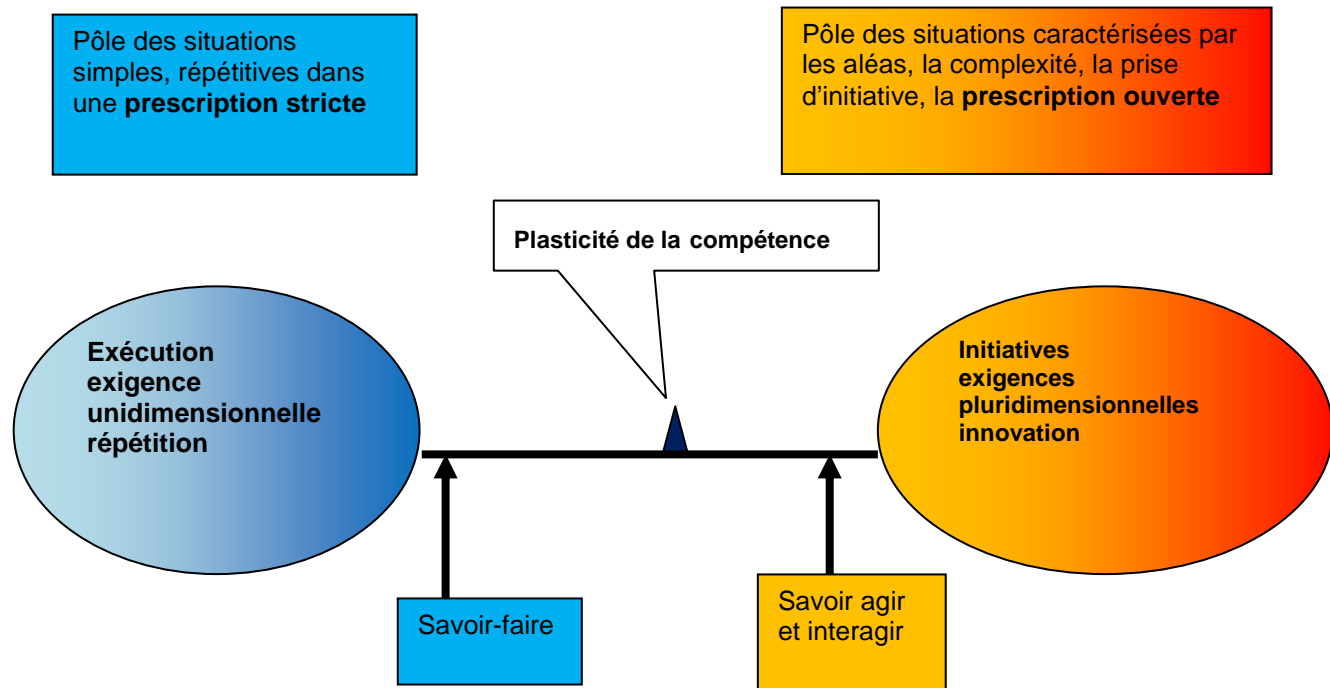 Pôle des situations
simples, répétitives dans
une prescription stricte
Pôle des situations caractérisées par
les aléas, la complexité, la prise
d’initiative, la prescription ouverte
Plasticité de la compétence
Exécution
exigence
unidimensionnelle
répétition
Initiatives
exigences
pluridimensionnelles
innovation
Savoir-faire
Savoir agir
et interagir